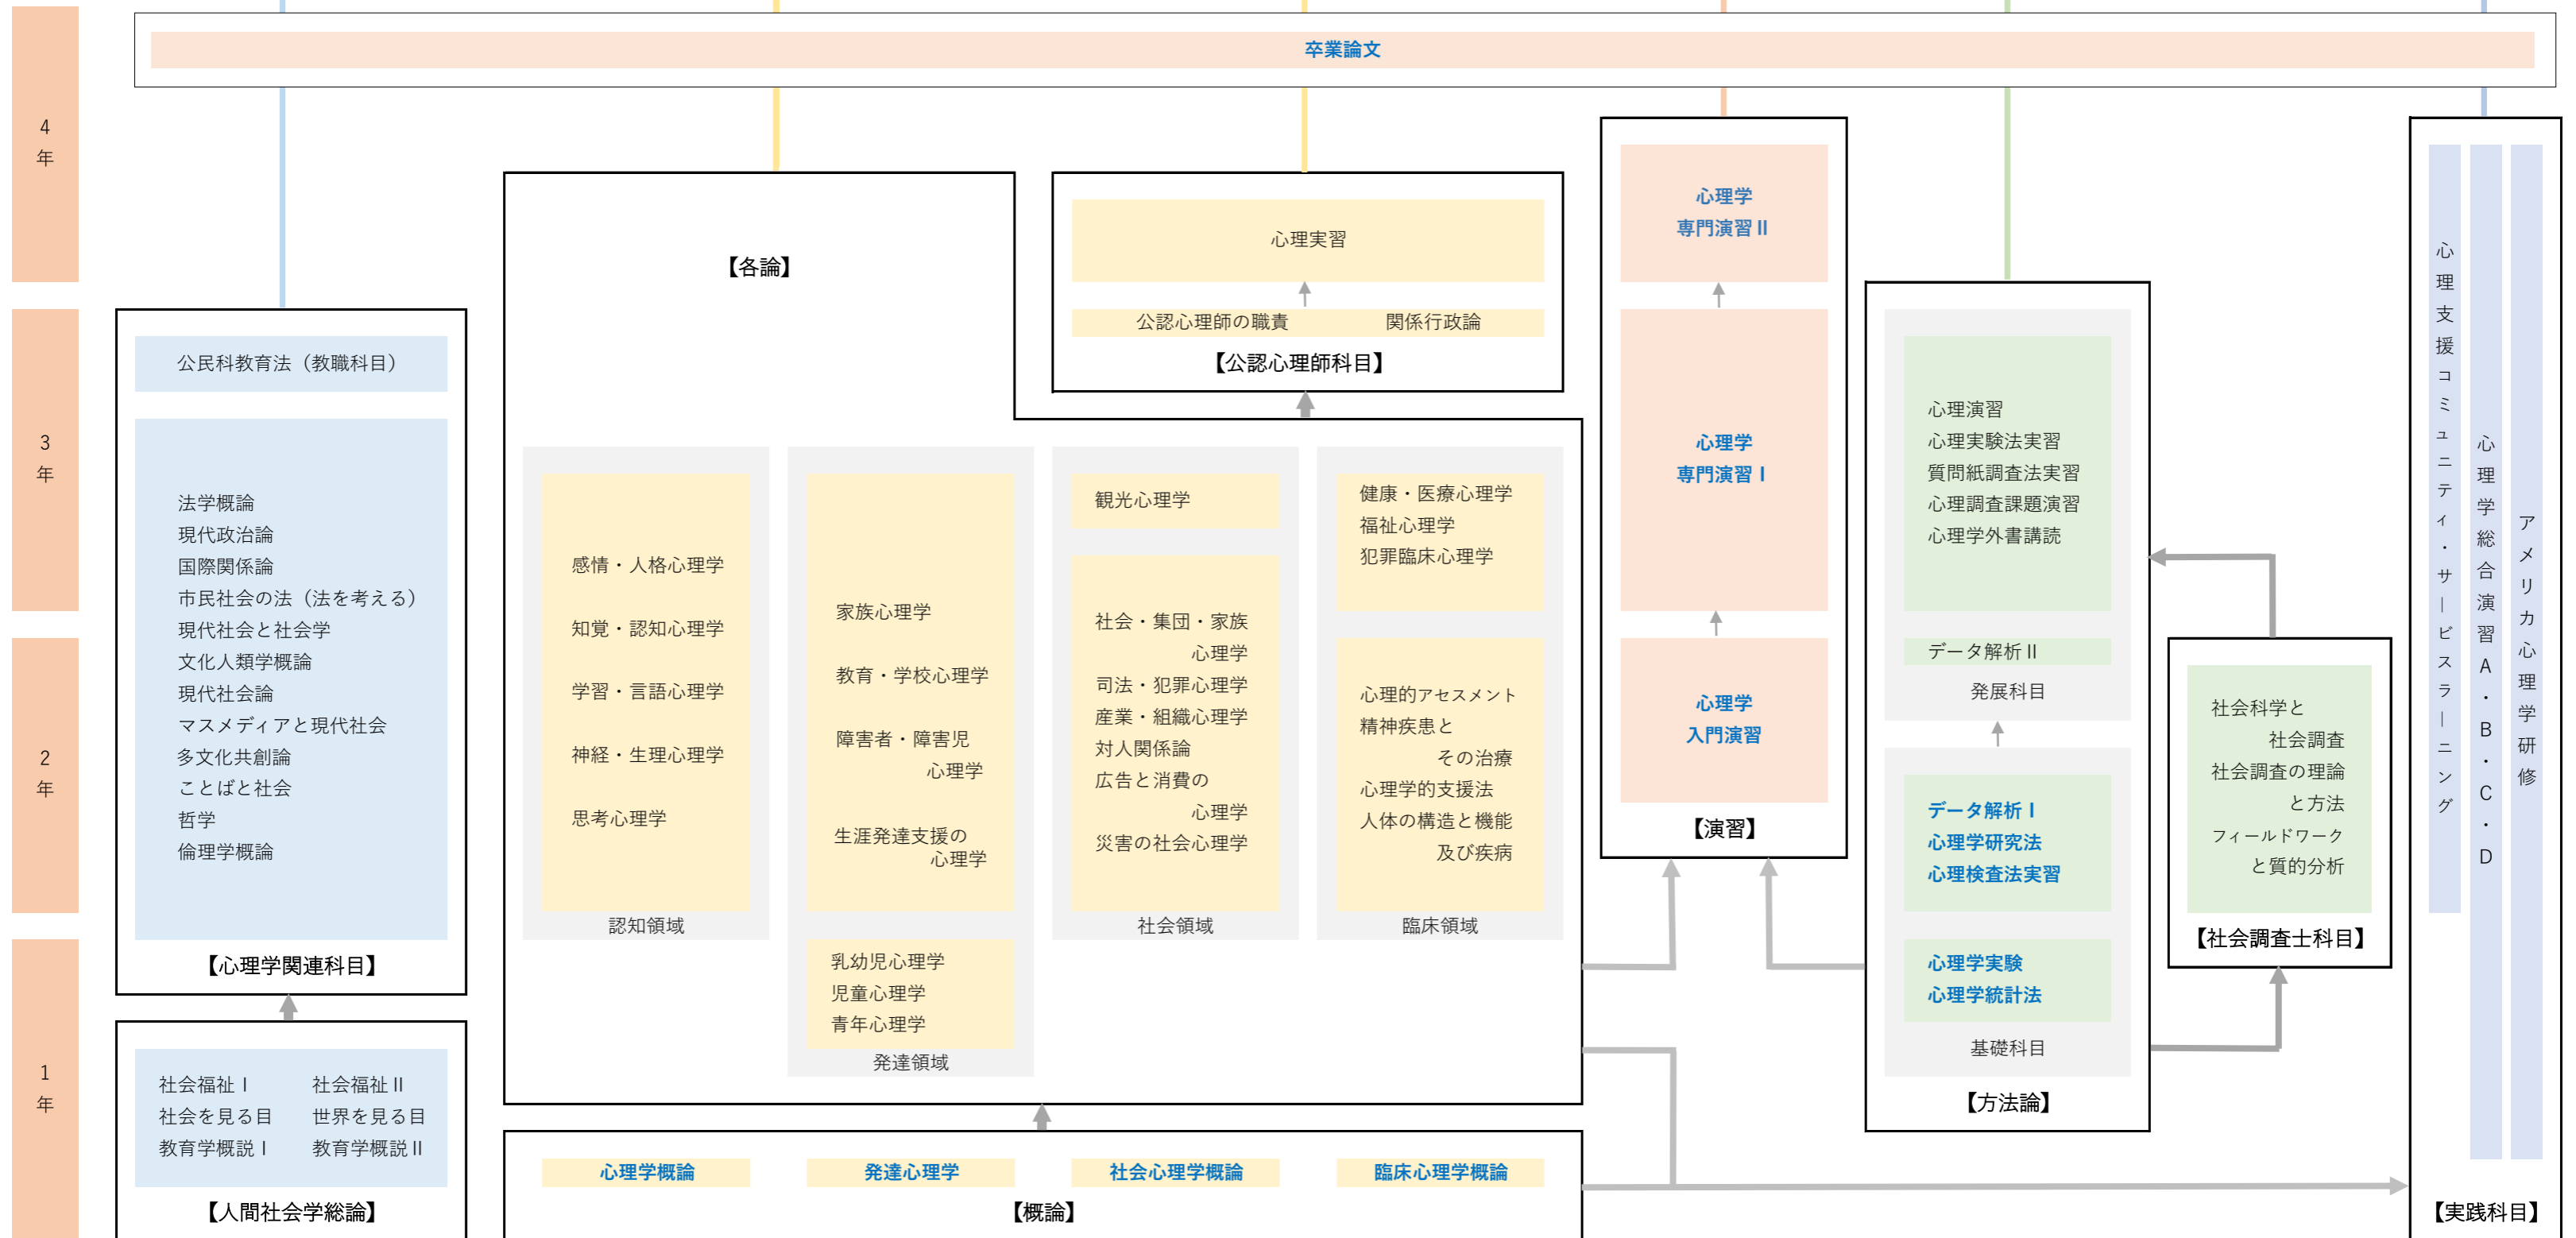 卒業論文
4
年
3
年
2
年
1
年
公民科教育法（教職科目）
法学概論
現代政治論
国際関係論
市民社会の法（法を考える）
現代社会と社会学
文化人類学概論
現代社会論
マスメディアと現代社会
多文化共創論
ことばと社会
哲学
倫理学概論
【心理学関連科目】
社会福祉Ⅰ 社会福祉Ⅱ
社会を見る目 世界を見る目
教育学概説Ⅰ 教育学概説Ⅱ
【人間社会学総論】
【各論】
感情・人格心理学
知覚・認知心理学
学習・言語心理学
神経・生理心理学
思考心理学
認知領域
家族心理学
教育・学校心理学
障害者・障害児
心理学
生涯発達支援の
心理学
乳幼児心理学
児童心理学
青年心理学
発達領域
観光心理学
社会・集団・家族
心理学
司法・犯罪心理学
産業・組織心理学
対人関係論
広告と消費の
心理学
災害の社会心理学
社会領域
健康・医療心理学
福祉心理学
犯罪臨床心理学
心理的アセスメント
精神疾患と
その治療
心理学的支援法
人体の構造と機能
及び疾病
臨床領域
心理実習
公認心理師の職責 関係行政論
【公認心理師科目】
心理学概論 発達心理学 社会心理学概論 臨床心理学概論
【概論】
心理学
専門演習Ⅱ
心理学
専門演習Ⅰ
心理学
入門演習
【演習】
心理演習
心理実験法実習
質問紙調査法実習
心理調査課題演習
心理学外書講読
データ解析Ⅱ
発展科目
データ解析Ⅰ
心理学研究法
心理検査法実習
心理学実験
心理学統計法
基礎科目
【方法論】
社会科学と
社会調査
社会調査の理論
と方法
フィールドワーク
と質的分析
【社会調査士科目】
心理支援コミュニティ・サービスラーニング
心理学総合演習A・B・C・D
アメリカ心理学研修
【実践科目】